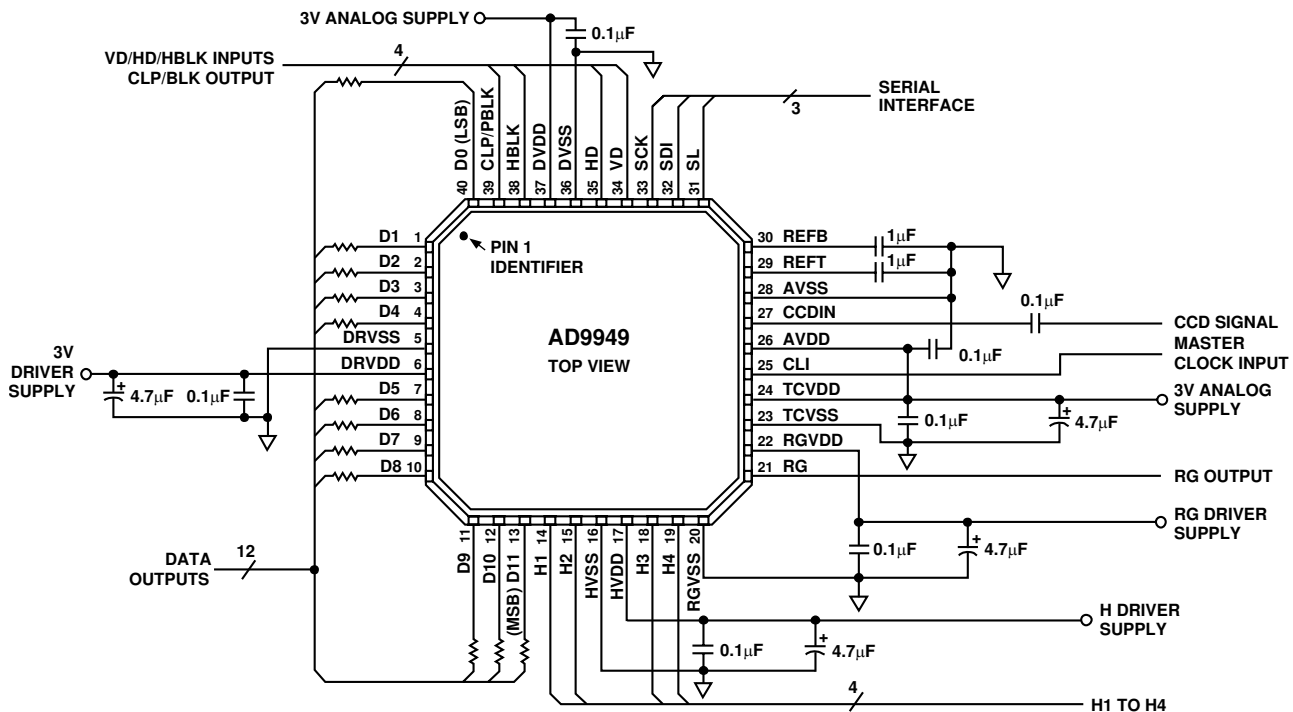 3V ANALOG SUPPLY
0.1μF
VD/HD/HBLK INPUTS
CLP/BLK OUTPUT
4
SERIAL
INTERFACE
3
40 D0 (LSB)
39 CLP/PBLK
38 HBLK
37 DVDD
36 DVSS
35 HD
34 VD
33 SCK
32 SDI
31 SL
D1 1
D2 2
D3 3
D4 4
DRVSS 5
DRVDD 6
D5 7
D6 8
D7 9
D8 10
3V
DRIVER
SUPPLY
+
4.7μF
0.1μF
PIN 1
IDENTIFIER
AD9949
TOP VIEW
30 REFB
1μF
29 REFT
1μF
28 AVSS
27 CCDIN
0.1μF
CCD SIGNAL
26 AVDD
0.1μF
25 CLI
MASTER
CLOCK INPUT
24 TCVDD
3V ANALOG
SUPPLY
23 TCVSS
0.1μF
+
4.7μF
22 RGVDD
21 RG
RG OUTPUT
RG DRIVER
SUPPLY
0.1μF
+
4.7μF
DATA
OUTPUTS
12
D9 11
D10 12
(MSB) D11 13
H1 14
H2 15
HVSS 16
HVDD 17
H3 18
H4 19
RGVSS 20
H DRIVER
SUPPLY
0.1μF
+
4.7μF
4
H1 TO H4